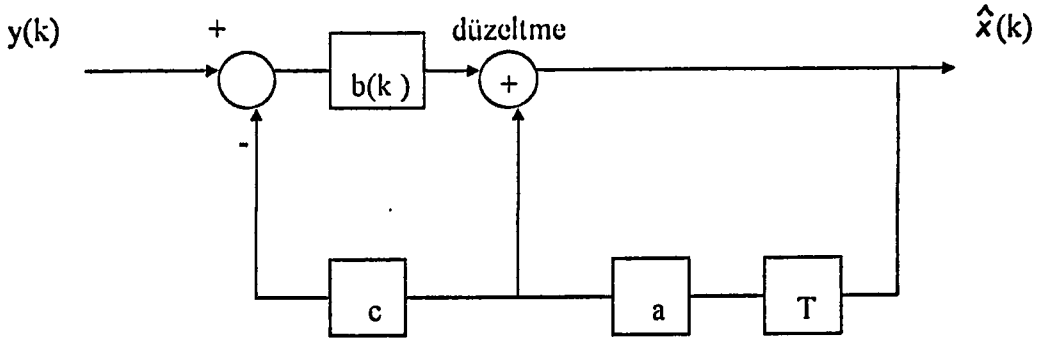 y(k)
+
düzeltme
x̂(k)
b(k )
+
-
c
a
T